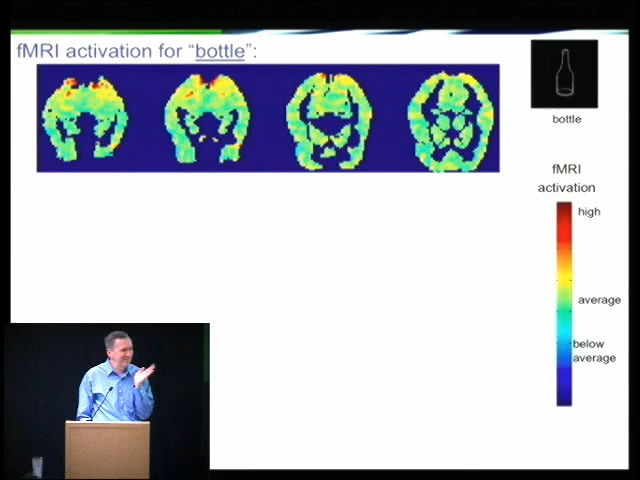 fMRI activation for “bottle”:
bottle
fMRI
activation
high
average
below
average